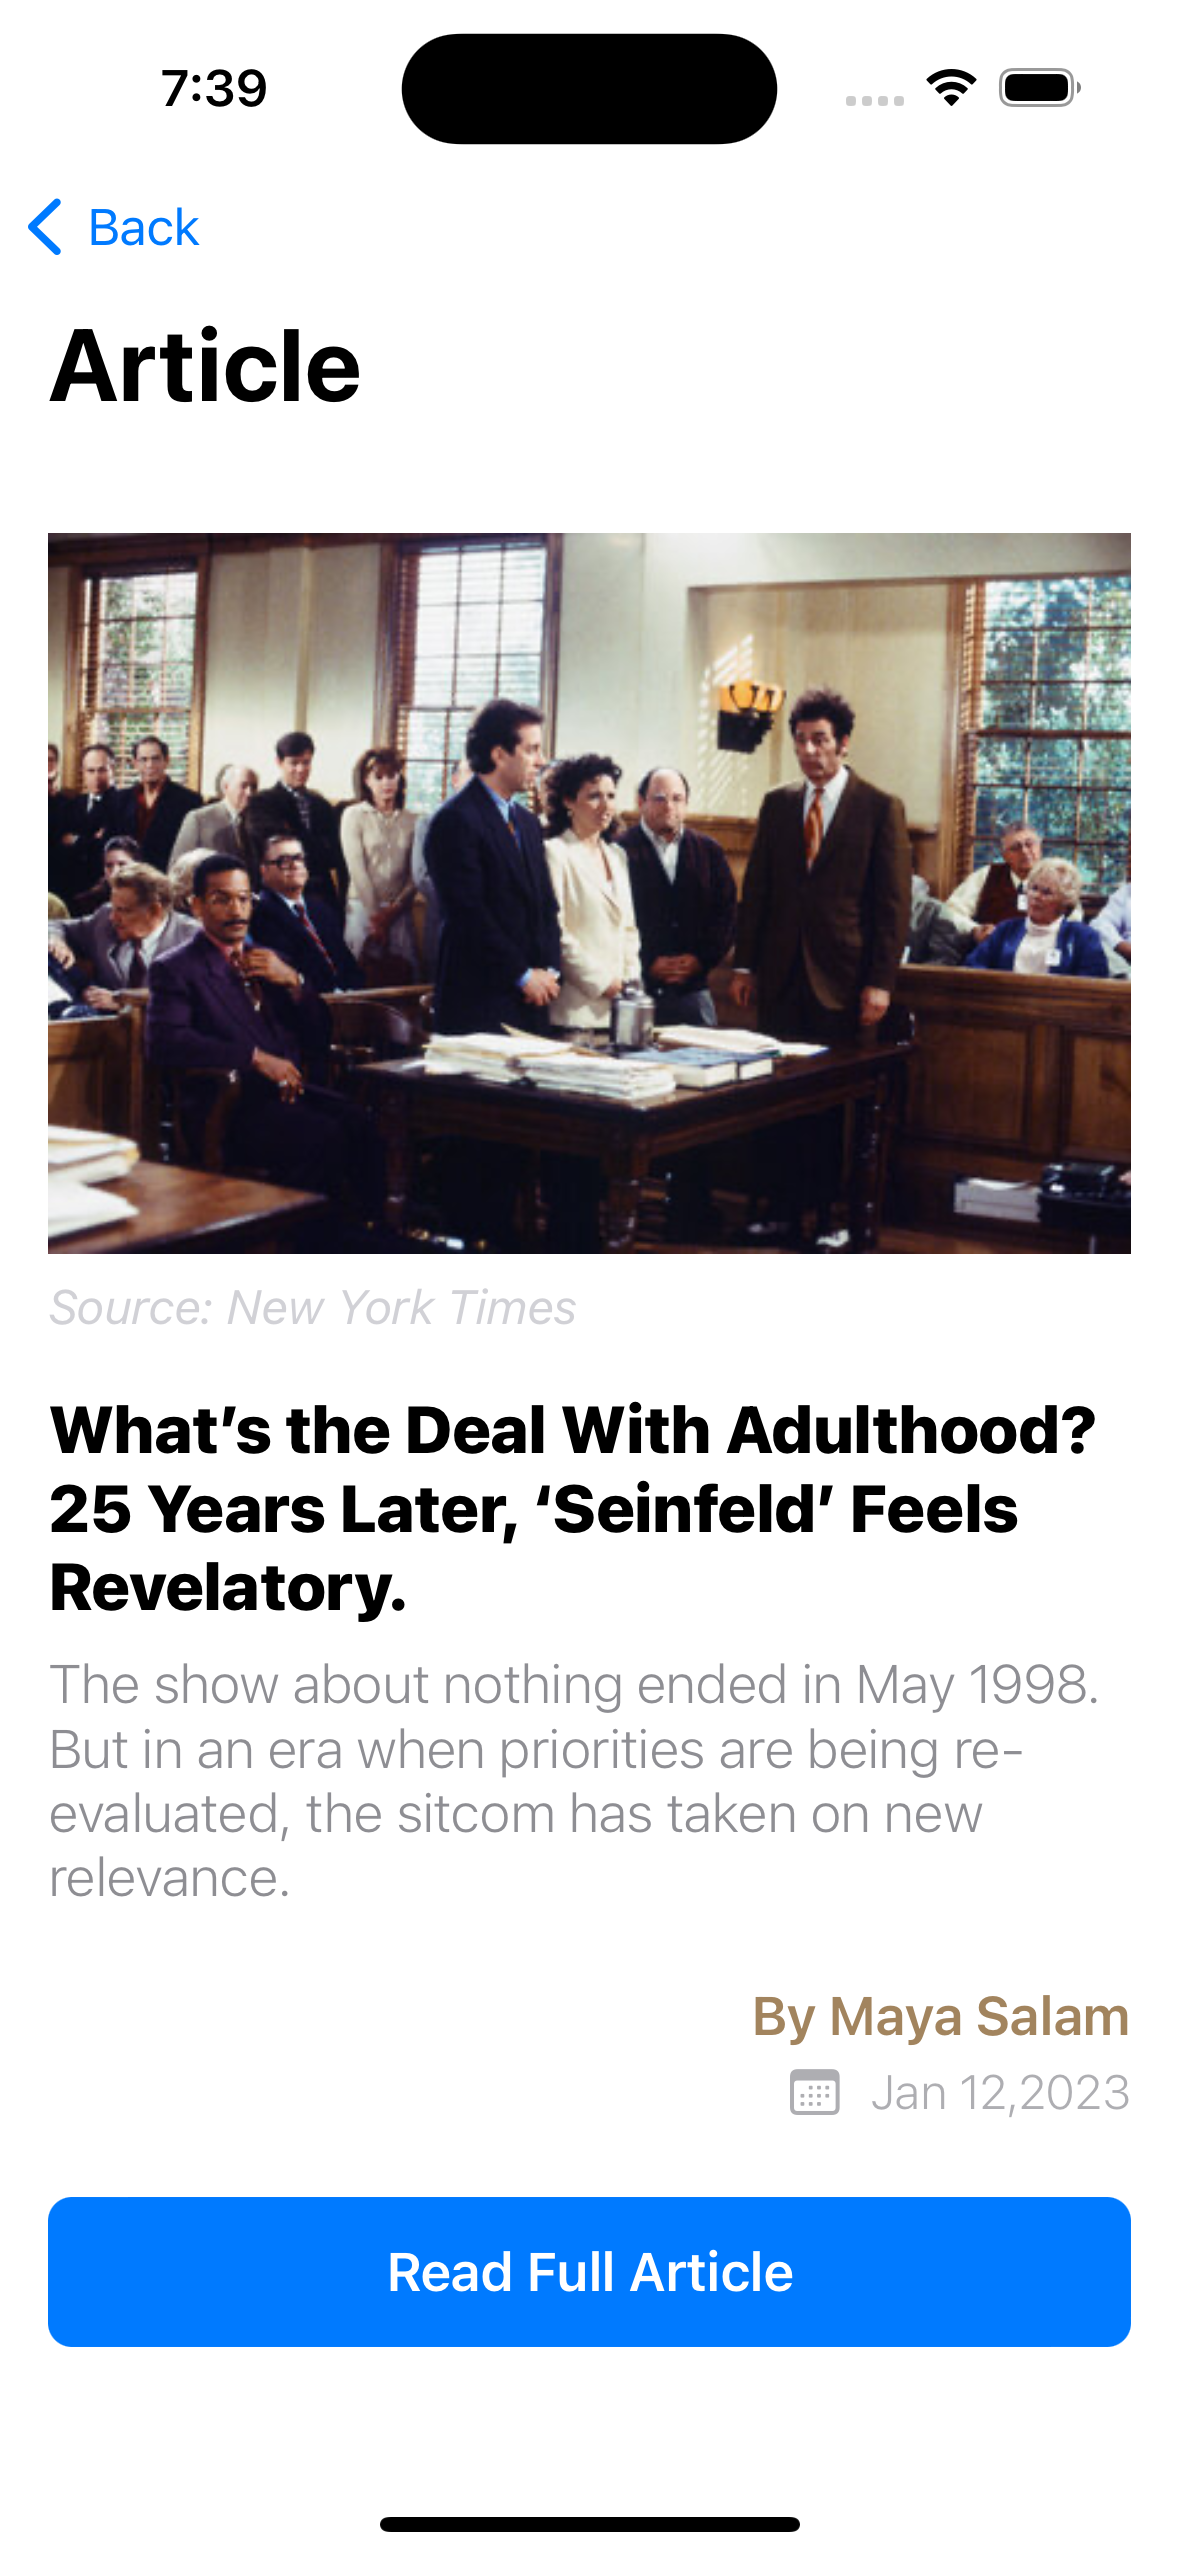 7:39
Back
Article
Source: New York Times
What’s the Deal With Adulthood?
25 Years Later, ‘Seinfeld’ Feels
Revelatory.
The show about nothing ended in May 1998.
But in an era when priorities are being re-
evaluated, the sitcom has taken on new
relevance.
By Maya Salam
Jan 12,2023
Read Full Article